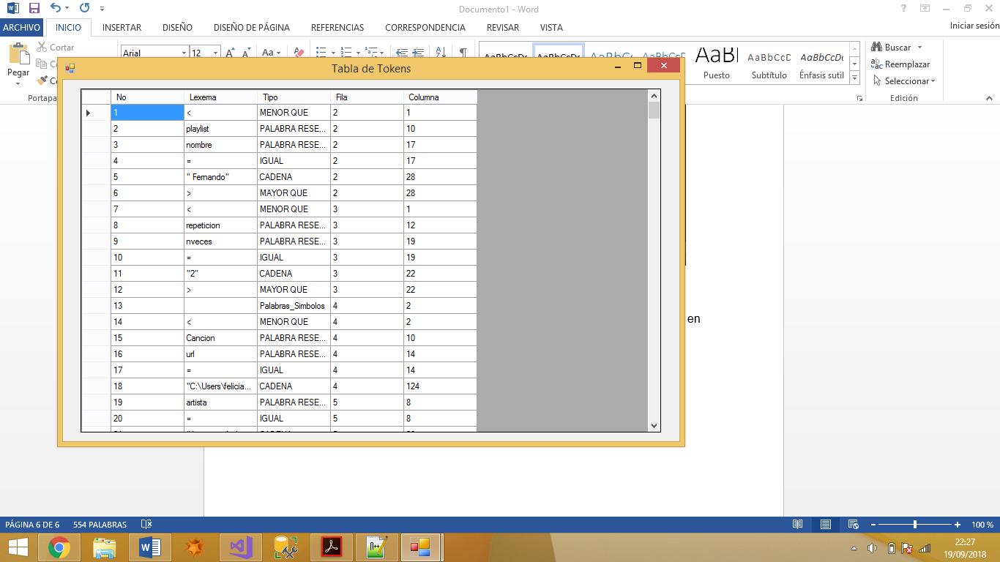 Documento1 - Word
ARCHIVO INICIO INSERTAR DISEÑO DISEÑO DE PÁGINA REFERENCIAS CORRESPONDENCIA REVISAR VISTA Iniciar sesión
Cortar
Pegar
Portapa
Arial 12
AaBbCcDc AaBbCcDc AaBbC AaBbCcD AaBl AaBbCcD AaBbCcDc
Puesto Subtítulo Énfasis sutil
Buscar
Reemplazar
Seleccionar
Edición
Tabla de Tokens
No Lexema Tipo Fila Columna
1 < MENOR QUE 2 1
2 playlist PALABRA RESE... 2 10
3 nombre PALABRA RESE... 2 17
4 = IGUAL 2 17
5 " Fernando" CADENA 2 28
6 > MAYOR QUE 2 28
7 < MENOR QUE 3 1
8 repeticion PALABRA RESE... 3 12
9 nveces PALABRA RESE... 3 19
10 = IGUAL 3 19
11 "2" CADENA 3 22
12 > MAYOR QUE 3 22
13 Palabras_Simbolos 4 2
14 < MENOR QUE 4 2
15 Cancion PALABRA RESE... 4 10
16 url PALABRA RESE... 4 14
17 = IGUAL 4 14
18 "C:\Users\felicia... CADENA 4 124
19 artista PALABRA RESE... 5 8
20 = IGUAL 5 8
en
PÁGINA 6 DE 6 554 PALABRAS 100 %
22:27
19/09/2018